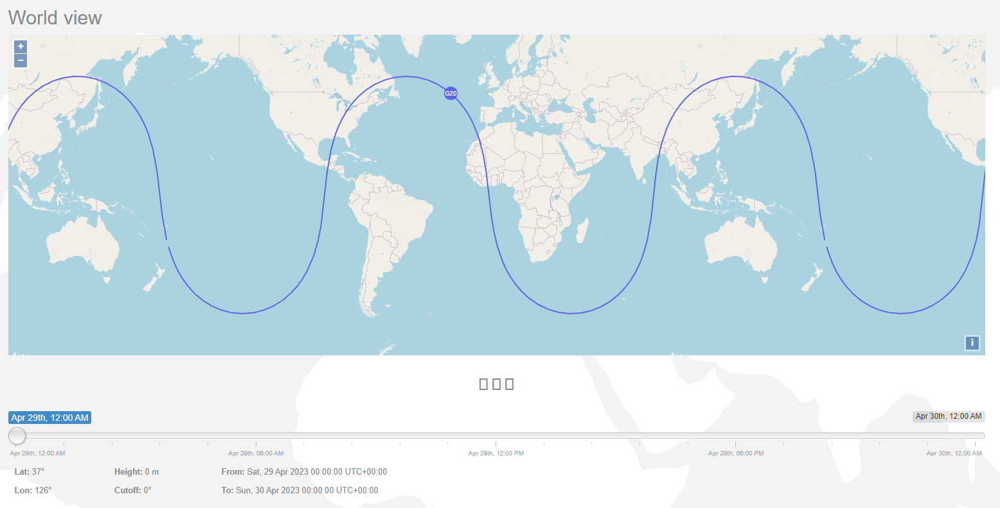 World view
+
−
G20
i
Apr 29th, 12:00 AM
Apr 30th, 12:00 AM
Apr 29th, 12:00 AM Apr 29th, 06:00 AM Apr 29th, 12:00 PM Apr 29th, 06:00 PM Apr 30th, 12:00 AM
Lat: 37° Height: 0 m From: Sat, 29 Apr 2023 00:00:00 UTC+00:00
Lon: 126° Cutoff: 0° To: Sun, 30 Apr 2023 00:00:00 UTC+00:00